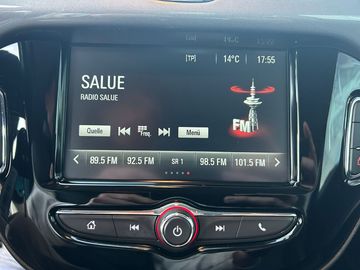 [TP] 14°C 17:55
SALUE
RADIO SALUE
FM
Quelle Freq. Menü
89.5 FM 92.5 FM SR 1 98.5 FM 101.5 FM